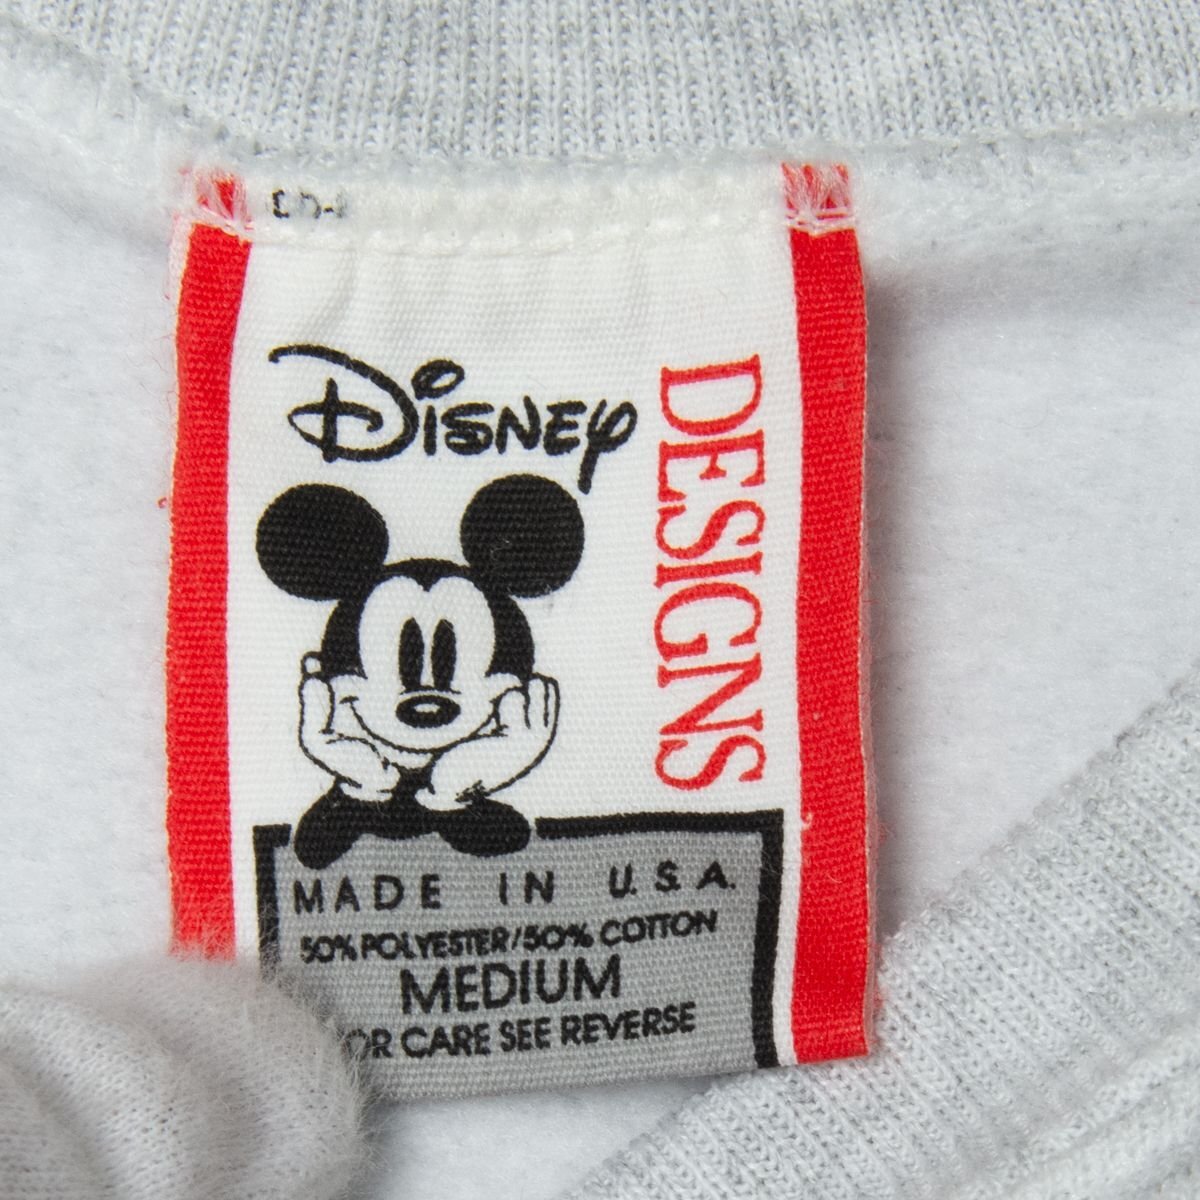 Disney
DESIGNS
MADE IN U.S.A.
50% POLYESTER/50% COTTON
MEDIUM
FOR CARE SEE REVERSE